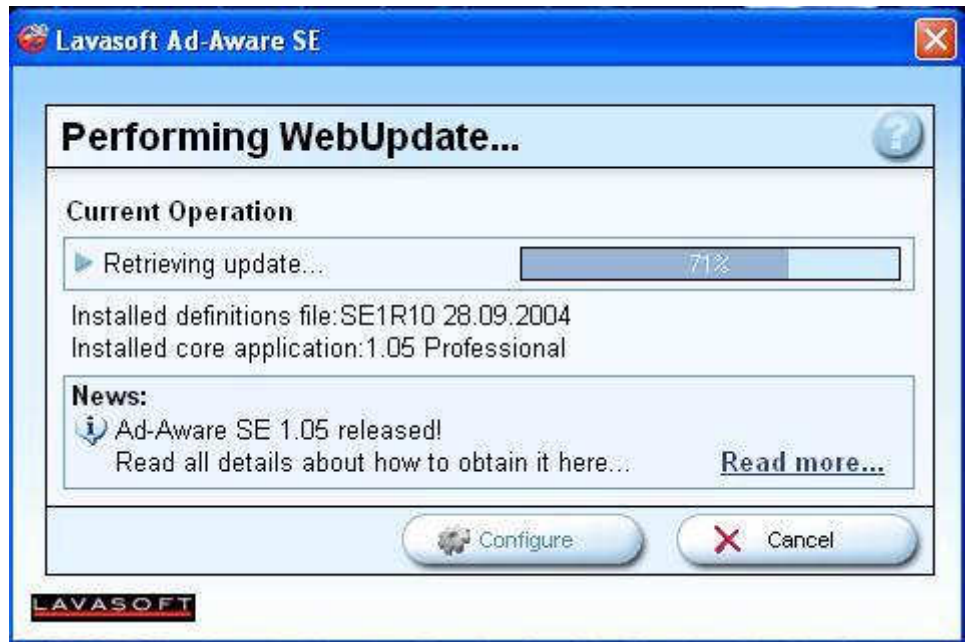 Lavasoft Ad-Aware SE
Performing WebUpdate...
?
Current Operation
Retrieving update... 71%
Installed definitions file:SE1R10 28.09.2004
Installed core application:1.05 Professional
News:
Ad-Aware SE 1.05 released!
Read all details about how to obtain it here... Read more...
Configure Cancel
LAVASOFT